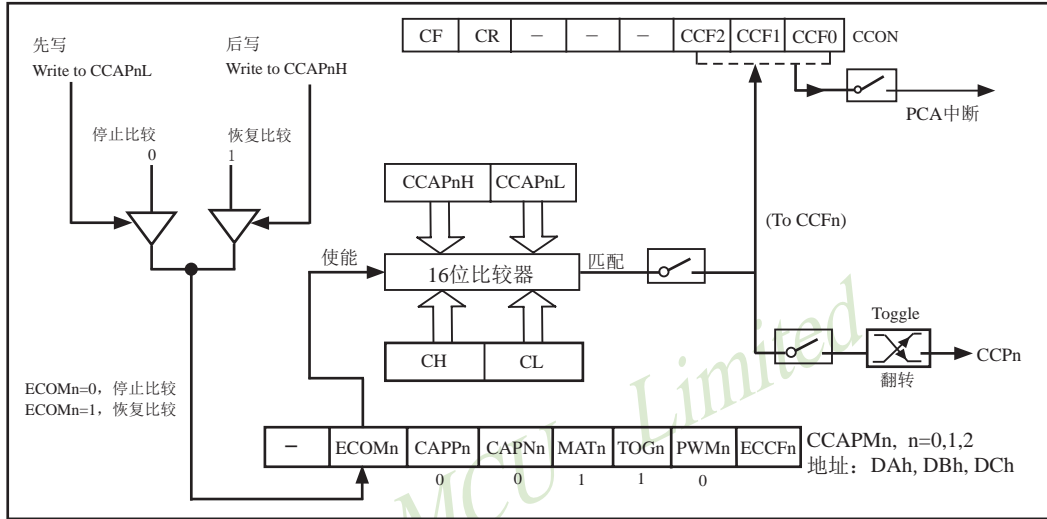 CF CR – – – CCF2 CCF1 CCF0 CCON
先写
Write to CCAPnL
后写
Write to CCAPnH
PCA中断
停止比较
0
恢复比较
1
CCAPnH CCAPnL
(To CCFn)
使能
16位比较器
匹配
Toggle
CH CL
CCPn
翻转
ECOMn=0，停止比较
ECOMn=1，恢复比较
– ECOMn CAPPn CAPNn MATn TOGn PWMn ECCFn
CCAPMn, n=0,1,2
地址：DAh, DBh, DCh
0 0 1 1 0
MCU Limited